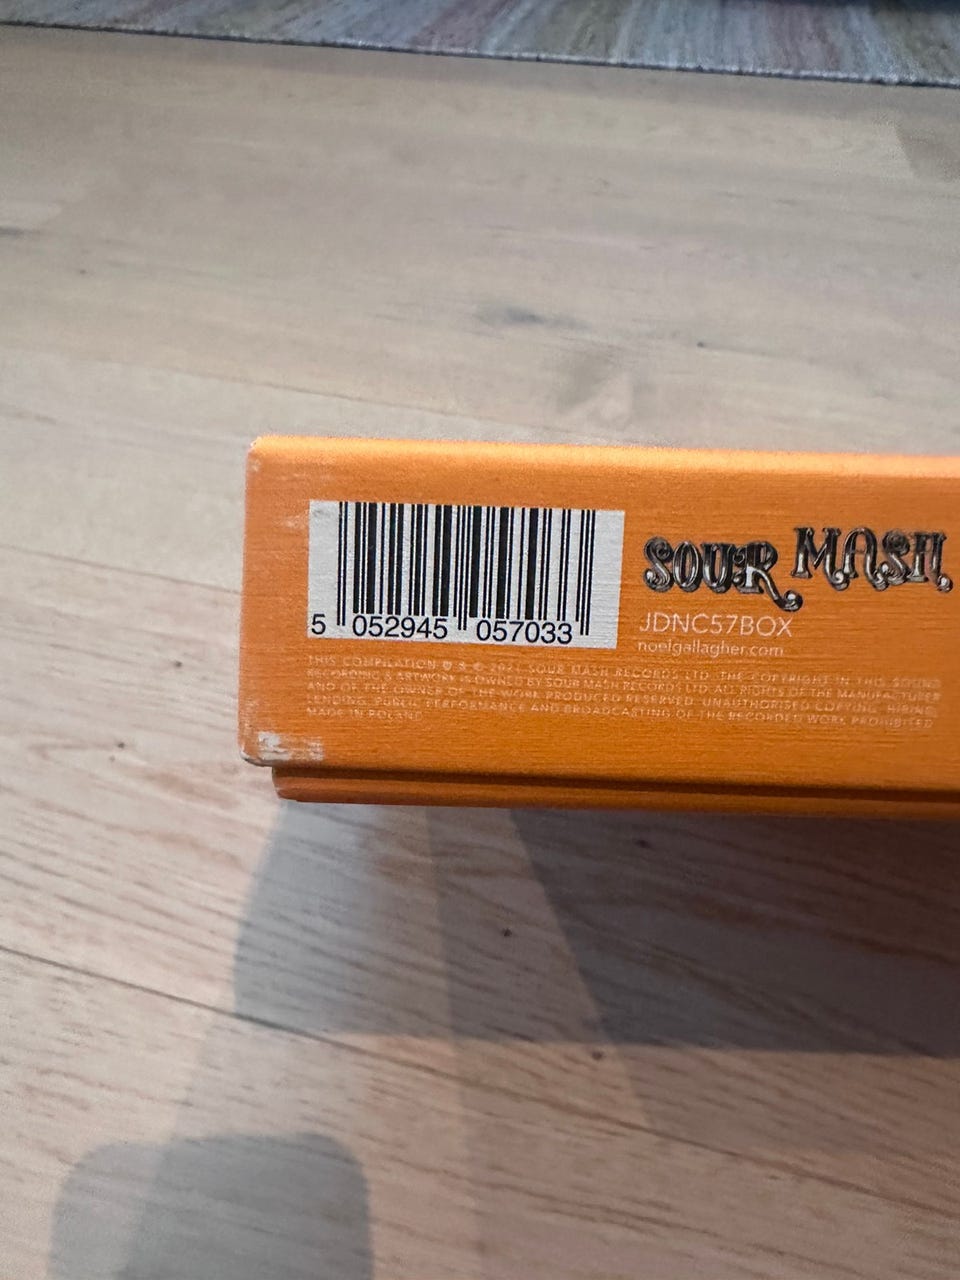 5 052945 057033
SOUR MASH
JDNC57BOX
noelgallagher.com
THIS COMPILATION ℗ & © 2021 SOUR MASH RECORDS LTD. THE COPYRIGHT IN THIS SOUND
RECORDING & ARTWORK IS OWNED BY SOUR MASH RECORDS LTD. ALL RIGHTS OF THE MANUFACTURER
AND OF THE OWNER OF THE WORK PRODUCED RESERVED. UNAUTHORISED COPYING, HIRING,
LENDING, PUBLIC PERFORMANCE AND BROADCASTING OF THE RECORDED WORK PROHIBITED.
MADE IN POLAND